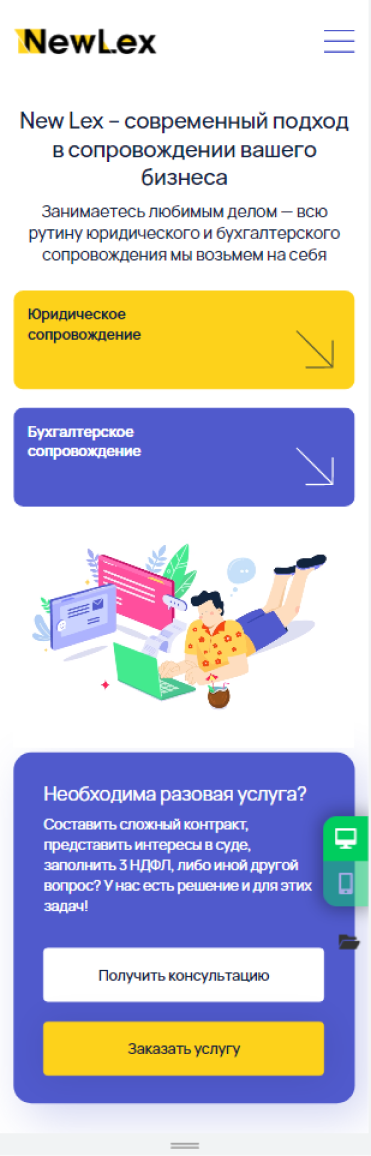 NewLex
New Lex – современный подход
в сопровождении вашего
бизнеса
Занимаетесь любимым делом — всю
рутину юридического и бухгалтерского
сопровождения мы возьмем на себя
Юридическое
сопровождение
Бухгалтерское
сопровождение
Необходима разовая услуга?
Составить сложный контракт,
представить интересы в суде,
заполнить 3 НДФЛ, либо иной другой
вопрос? У нас есть решение и для этих
задач!
Получить консультацию
Заказать услугу